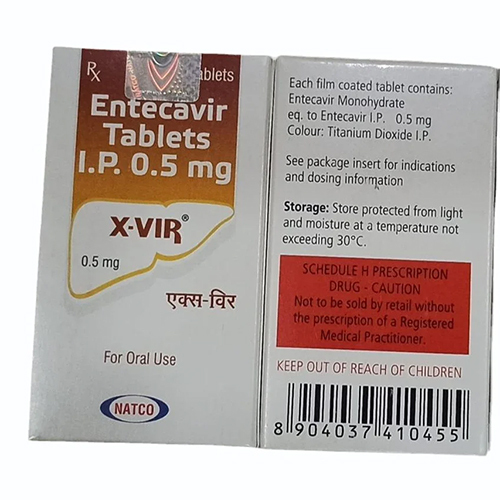 Rx
Entecavir
Tablets
I.P. 0.5 mg
X-VIR®
0.5 mg
एक्स-विर
For Oral Use
NATCO
Each film coated tablet contains:
Entecavir Monohydrate
eq. to Entecavir I.P. 0.5 mg
Colour: Titanium Dioxide I.P.
See package insert for indications
and dosing information
Storage: Store protected from light
and moisture at a temperature not
exceeding 30°C.
SCHEDULE H PRESCRIPTION
DRUG - CAUTION
Not to be sold by retail without
the prescription of a Registered
Medical Practitioner.
KEEP OUT OF REACH OF CHILDREN
8 904037 410455